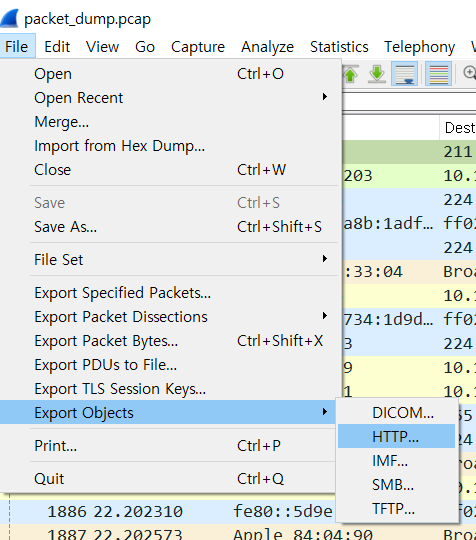 packet_dump.pcap
File Edit View Go Capture Analyze Statistics Telephony W
Open Ctrl+O
Open Recent
Merge...
Import from Hex Dump...
Close Ctrl+W
Save Ctrl+S
Save As... Ctrl+Shift+S
File Set
Export Specified Packets...
Export Packet Dissections
Export Packet Bytes... Ctrl+Shift+X
Export PDUs to File...
Export TLS Session Keys...
Export Objects
Print... Ctrl+P
Quit Ctrl+Q
DICOM...
HTTP...
IMF...
SMB...
TFTP...
Dest
211
203 10.1
224
a8b:1adf… ff02
224
:33:04 Broa
10.1
734:1d9d… ff02
3 224
9 10.1
1 10.1
1886 22.202310 fe80::5d9e
1887 22.202573 Apple_84:04:90 Broa